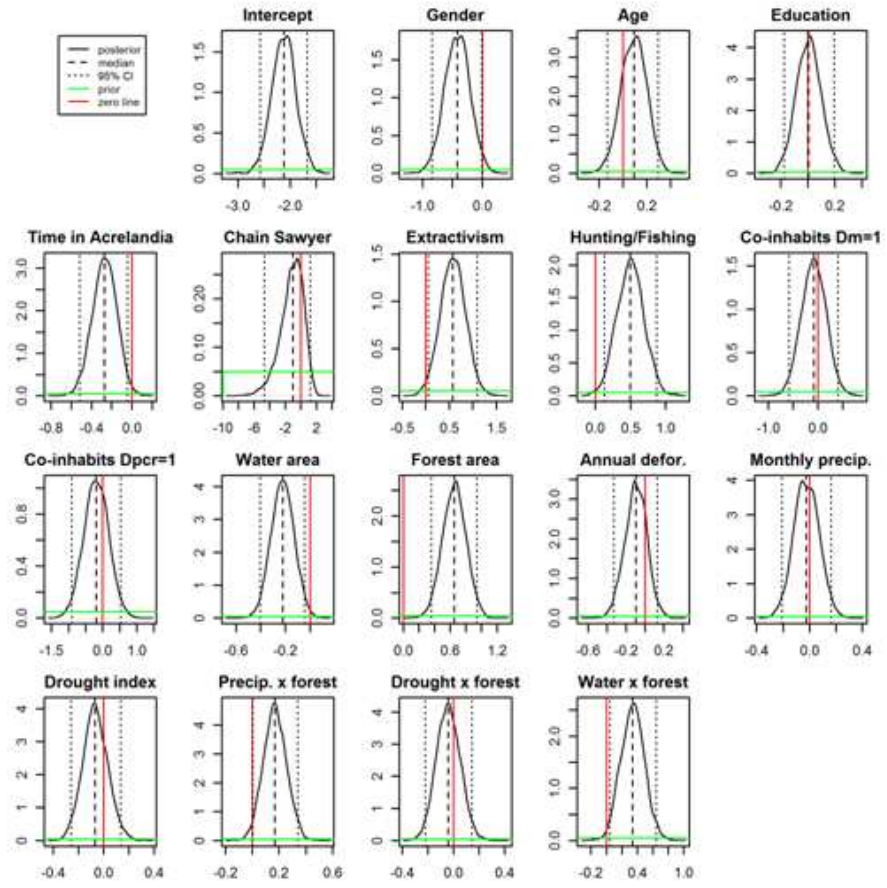 Intercept
Gender
Age
Education
posterior
median
95% CI
prior
zero line
0.0 0.5 1.0 1.5
-3.0 -2.0
0.0 0.5 1.0 1.5
-1.0 0.0
0.0 1.0 2.0 3.0
-0.2 0.2
0 1 2 3 4
-0.2 0.2
Time in Acrelandia
Chain Sawyer
Extractivism
Hunting/Fishing
Co-inhabits Dm=1
0.0 1.0 2.0 3.0
-0.8 -0.4 0.0
0.00 0.10 0.20
-10 -6 -2 2
0.0 0.5 1.0 1.5
-0.5 0.5 1.5
0.0 0.5 1.0 1.5 2.0
0.0 0.5 1.0
0.0 0.5 1.0 1.5
-1.0 0.0
Co-inhabits Dpcr=1
Water area
Forest area
Annual defor.
Monthly precip.
0.0 0.4 0.8
-1.5 0.0 1.0
0 1 2 3 4
-0.6 -0.2
0.0 1.0 2.0
0.0 0.6 1.2
0.0 1.0 2.0 3.0
-0.6 -0.2 0.2
0 1 2 3 4
-0.4 0.0 0.4
Drought index
Precip. x forest
Drought x forest
Water x forest
0 1 2 3 4
-0.4 0.0 0.4
0 1 2 3 4
-0.2 0.2 0.6
0 1 2 3 4
-0.4 0.0 0.4
0.0 1.0 2.0
-0.2 0.4 1.0